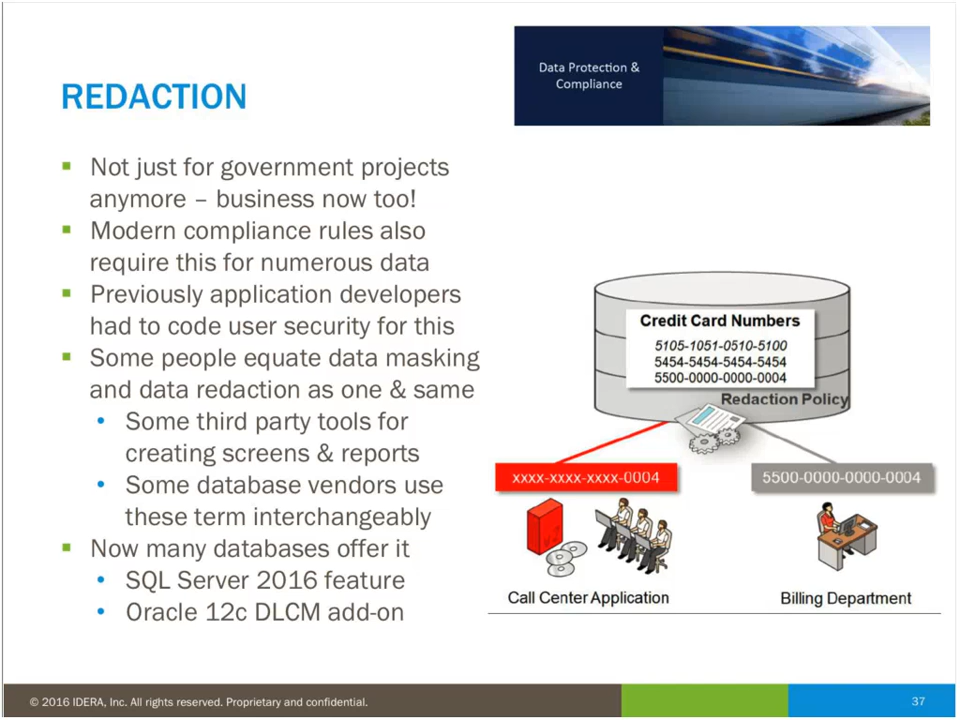 Data Protection &
Compliance
REDACTION
▪ Not just for government projects
anymore – business now too!
▪ Modern compliance rules also
require this for numerous data
▪ Previously application developers
had to code user security for this
▪ Some people equate data masking
and data redaction as one & same
• Some third party tools for
creating screens & reports
• Some database vendors use
these term interchangeably
▪ Now many databases offer it
• SQL Server 2016 feature
• Oracle 12c DLCM add-on
Credit Card Numbers
5105-1051-0510-5100
5454-5454-5454-5454
5500-0000-0000-0004
Redaction Policy
xxxx-xxxx-xxxx-0004
5500-0000-0000-0004
Call Center Application
Billing Department
© 2016 IDERA, Inc. All rights reserved. Proprietary and confidential.
37